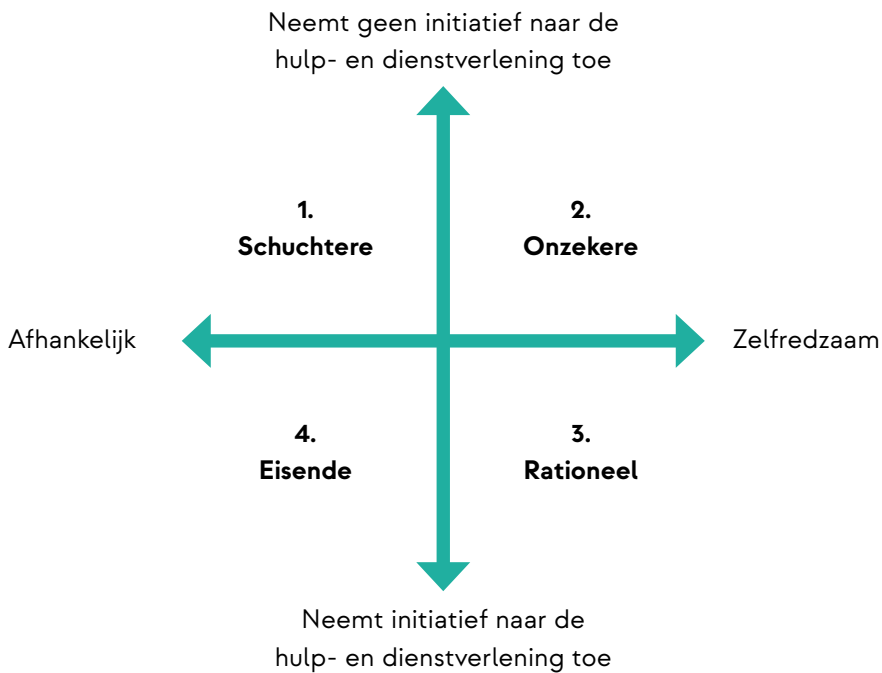 Neemt geen initiatief naar de
hulp- en dienstverlening toe
1.
Schuchtere
2.
Onzekere
Afhankelijk
Zelfredzaam
4.
Eisende
3.
Rationeel
Neemt initiatief naar de
hulp- en dienstverlening toe